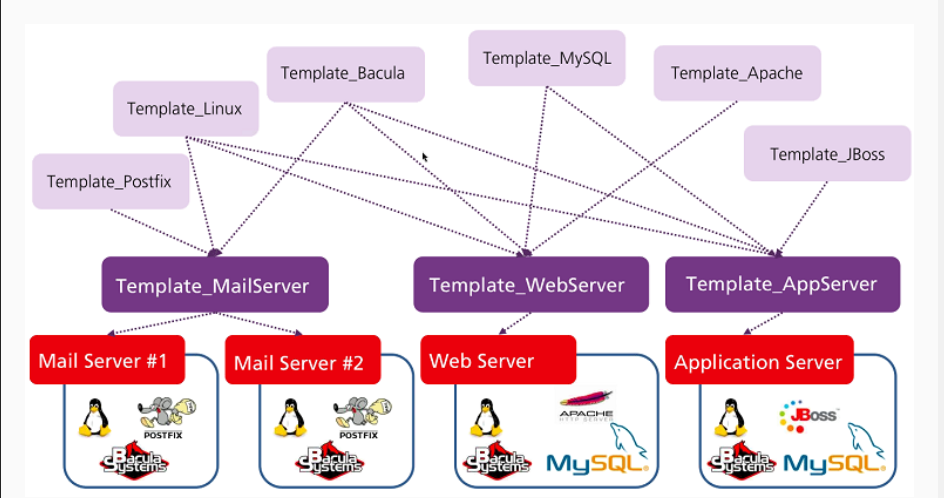 Template_MySQL
Template_Bacula
Template_Apache
Template_Linux
Template_JBoss
Template_Postfix
Template_MailServer
Template_WebServer
Template_AppServer
Mail Server #1
Mail Server #2
Web Server
Application Server
POSTFIX
Bacula
Systems
POSTFIX
Bacula
Systems
APACHE
HTTP SERVER
Bacula
Systems
MySQL
JBoss
Bacula
Systems
MySQL